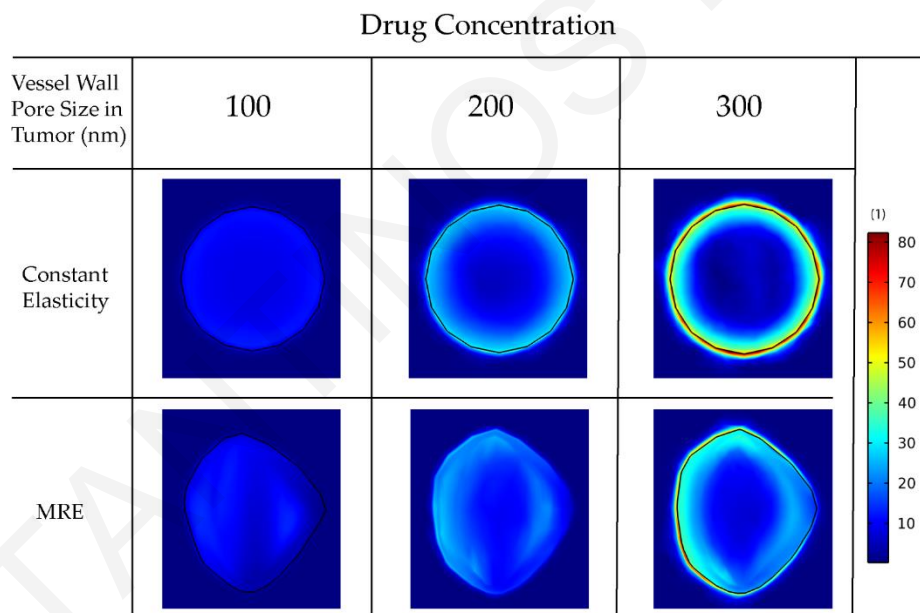 Drug Concentration
Vessel Wall
Pore Size in
Tumor (nm)
100
200
300
Constant
Elasticity
MRE
(1)
80
70
60
50
40
30
20
10